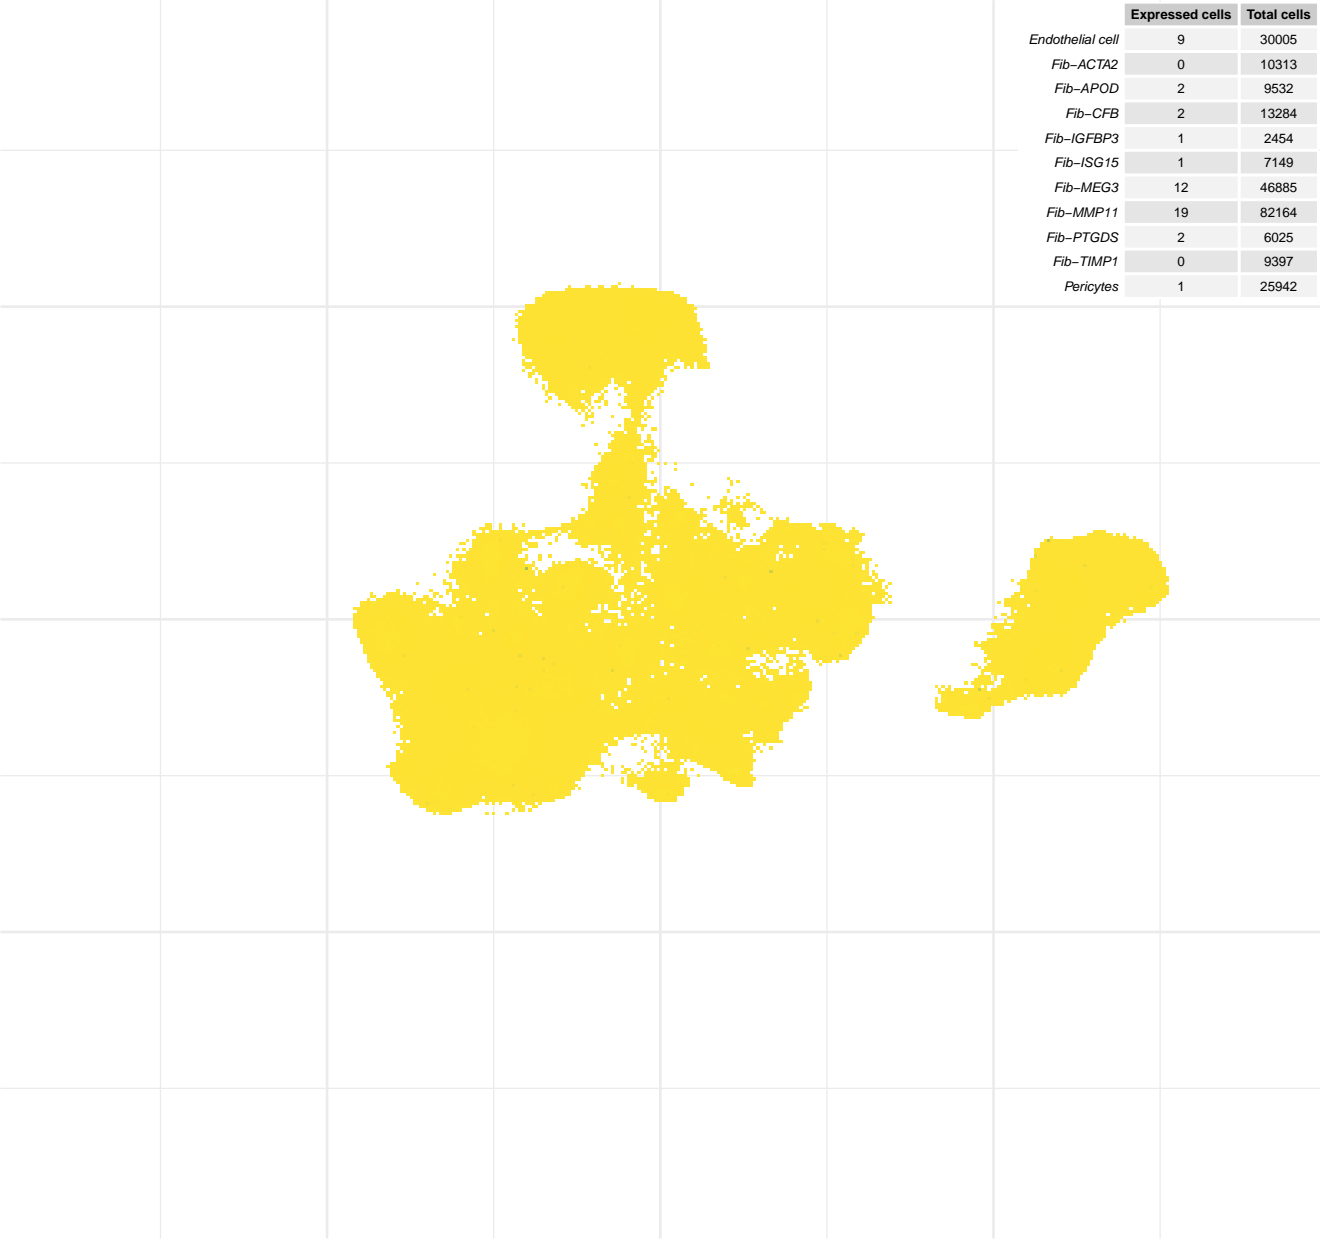 Expressed cells Total cells
Endothelial cell 9 30005
Fib−ACTA2 0 10313
Fib−APOD 2 9532
Fib−CFB 2 13284
Fib−IGFBP3 1 2454
Fib−ISG15 1 7149
Fib−MEG3 12 46885
Fib−MMP11 19 82164
Fib−PTGDS 2 6025
Fib−TIMP1 0 9397
Pericytes 1 25942